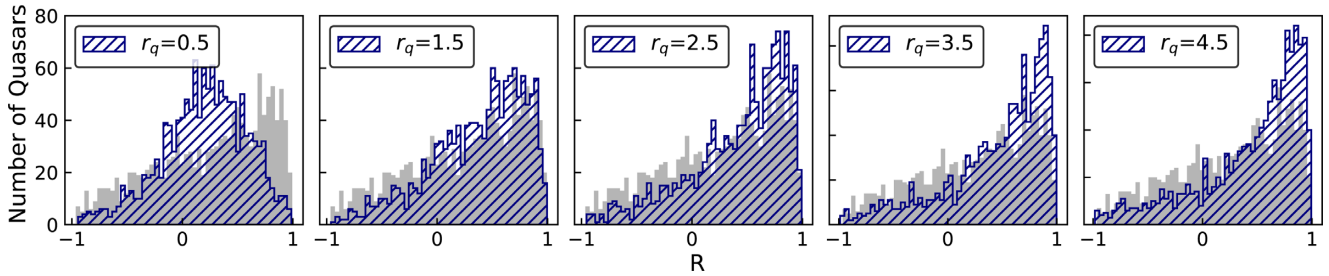 Number of Quasars
80
60
40
20
0
r_q=0.5
r_q=1.5
r_q=2.5
r_q=3.5
r_q=4.5
−1 0 1
−1 0 1
−1 0 1
−1 0 1
−1 0 1
R